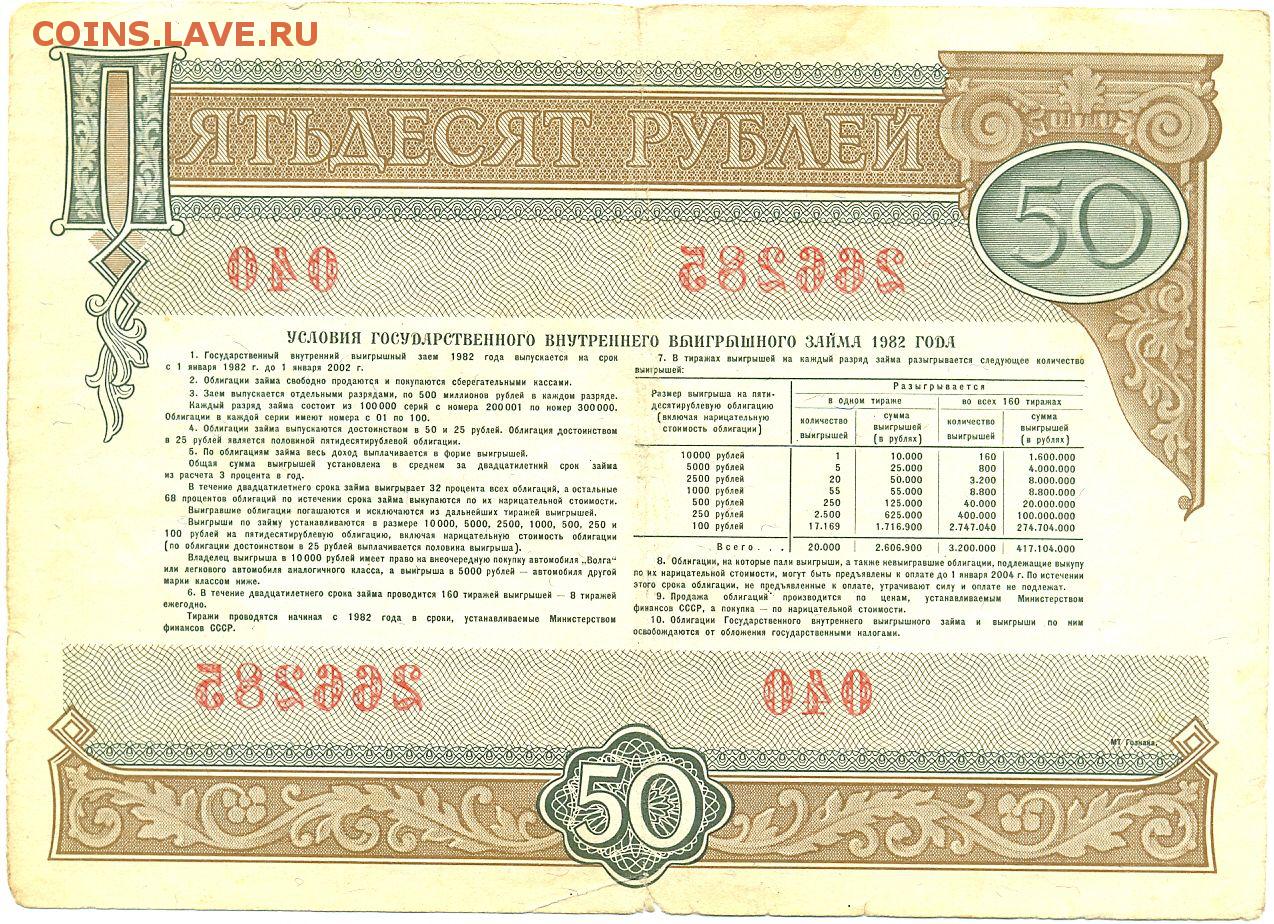 COINS.LAVE.RU
ПЯТЬДЕСЯТ РУБЛЕЙ
50
040 266285
УСЛОВИЯ ГОСУДАРСТВЕННОГО ВНУТРЕННЕГО ВЫИГРЫШНОГО ЗАЙМА 1982 ГОДА
1. Государственный внутренний выигрышный заем 1982 года выпускается на срок
с 1 января 1982 г. до 1 января 2002 г.
2. Облигации займа свободно продаются и покупаются сберегательными кассами.
3. Заем выпускается отдельными разрядами, по 500 миллионов рублей в каждом разряде.
Каждый разряд займа состоит из 100000 серий с номера 200001 по номер 300000.
Облигации в каждой серии имеют номера с 01 по 100.
4. Облигации займа выпускаются достоинством в 50 и 25 рублей. Облигация достоинством
в 25 рублей является половиной пятидесятирублевой облигации.
5. По облигациям займа весь доход выплачивается в форме выигрышей.
Общая сумма выигрышей установлена в среднем за двадцатилетний срок займа
из расчета 3 процента в год.
В течение двадцатилетнего срока займа выигрывает 32 процента всех облигаций, а остальные
68 процентов облигаций по истечении срока займа выкупаются по их нарицательной стоимости.
Выигравшие облигации погашаются и исключаются из дальнейших тиражей выигрышей.
Выигрыши по займу устанавливаются в размере 10000, 5000, 2500, 1000, 500, 250 и
100 рублей на пятидесятирублевую облигацию, включая нарицательную стоимость облигации
(по облигации достоинством в 25 рублей выплачивается половина выигрыша).
Владелец выигрыша в 10000 рублей имеет право на внеочередную покупку автомобиля „Волга"
или легкового автомобиля аналогичного класса, а выигрыша в 5000 рублей — автомобиля другой
марки классом ниже.
6. В течение двадцатилетнего срока займа проводится 160 тиражей выигрышей — 8 тиражей
ежегодно.
Тиражи проводятся начиная с 1982 года в сроки, устанавливаемые Министерством
финансов СССР.
7. В тиражах выигрышей на каждый разряд займа разыгрывается следующее количество
выигрышей:
Размер выигрыша на пяти-
десятирублевую облигацию
(включая нарицательную
стоимость облигации)
Разыгрывается
в одном тираже во всех 160 тиражах
количество выигрышей сумма выигрышей (в рублях) количество выигрышей сумма выигрышей (в рублях)
10000 рублей 1 10.000 160 1.600.000
5000 рублей 5 25.000 800 4.000.000
2500 рублей 20 50.000 3.200 8.000.000
1000 рублей 55 55.000 8.800 8.800.000
500 рублей 250 125.000 40.000 20.000.000
250 рублей 2.500 625.000 400.000 100.000.000
100 рублей 17.169 1.716.900 2.747.040 274.704.000
Всего... 20.000 2.606.900 3.200.000 417.104.000
8. Облигации, на которые пали выигрыши, а также невыигравшие облигации, подлежащие выкупу
по их нарицательной стоимости, могут быть предъявлены к оплате до 1 января 2004 г. По истечении
этого срока облигации, не предъявленные к оплате, утрачивают силу и оплате не подлежат.
9. Продажа облигаций производится по ценам, устанавливаемым Министерством
финансов СССР, а покупка — по нарицательной стоимости.
10. Облигации Государственного внутреннего выигрышного займа и выигрыши по ним
освобождаются от обложения государственными налогами.
266285 040
МТ Гознака.
50